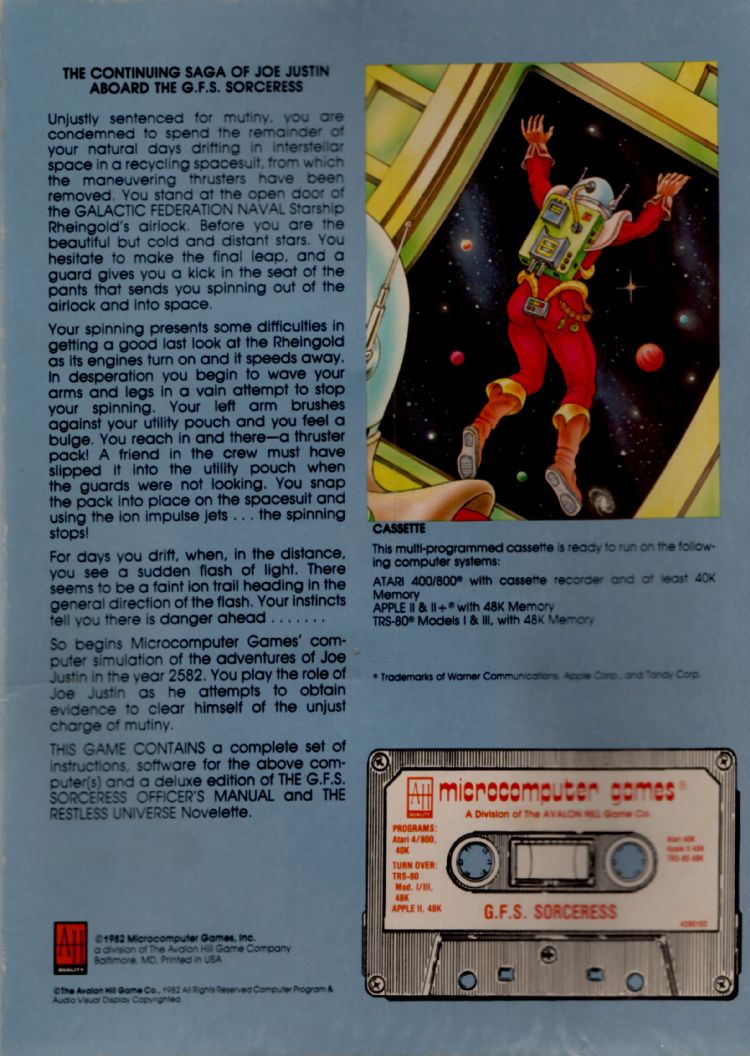 THE CONTINUING SAGA OF JOE JUSTIN
ABOARD THE G.F.S. SORCERESS
Unjustly sentenced for mutiny, you are
condemned to spend the remainder of
your natural days drifting in interstellar
space in a recycling spacesuit, from which
the maneuvering thrusters have been
removed. You stand at the open door of
the GALACTIC FEDERATION NAVAL Starship
Rheingold's airlock. Before you are the
beautiful but cold and distant stars. You
hesitate to make the final leap, and a
guard gives you a kick in the seat of the
pants that sends you spinning out of the
airlock and into space.
Your spinning presents some difficulties in
getting a good last look at the Rheingold
as its engines turn on and it speeds away.
In desperation you begin to wave your
arms and legs in a vain attempt to stop
your spinning. Your left arm brushes
against your utility pouch and you feel a
bulge. You reach in and there—a thruster
pack! A friend in the crew must have
slipped it into the utility pouch when
the guards were not looking. You snap
the pack into place on the spacesuit and
using the ion impulse jets . . . the spinning
stops!
For days you drift, when, in the distance,
you see a sudden flash of light. There
seems to be a faint ion trail heading in the
general direction of the flash. Your instincts
tell you there is danger ahead . . . . . . .
So begins Microcomputer Games' com-
puter simulation of the adventures of Joe
Justin in the year 2582. You play the role of
Joe Justin as he attempts to obtain
evidence to clear himself of the unjust
charge of mutiny.
THIS GAME CONTAINS a complete set of
instructions, software for the above com-
puter(s) and a deluxe edition of THE G.F.S.
SORCERESS OFFICER'S MANUAL and THE
RESTLESS UNIVERSE Novelette.
AH
QUALITY
©1982 Microcomputer Games, Inc.
a division of The Avalon Hill Game Company
Baltimore, MD, Printed in USA
©The Avalon Hill Game Co., 1982 All Rights Reserved Computer Program &
Audio Visual Display Copyrighted
CASSETTE
This multi-programmed cassette is ready to run on the follow-
ing computer systems:
ATARI 400/800® with cassette recorder and at least 40K
Memory
APPLE II & II+® with 48K Memory
TRS-80® Models I & III, with 48K Memory
® Trademarks of Warner Communications, Apple Corp., and Tandy Corp.
AH
QUALITY
microcomputer games®
A Division of The AVALON HILL Game Co.
PROGRAMS:
Atari 4/800,
40K
TURN OVER:
TRS-80
Mod. I/III,
48K
APPLE II, 48K
Atari 40K
Apple II 48K
TRS-80 48K
G.F.S. SORCERESS